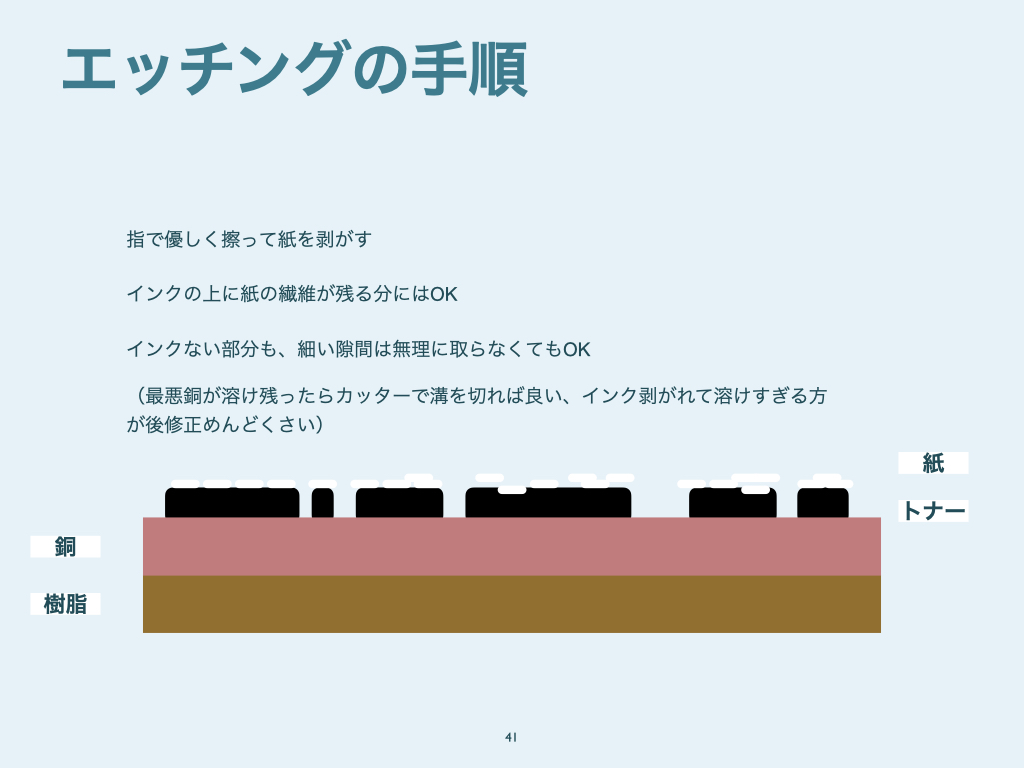 エッチングの手順
指で優しく擦って紙を剥がす
インクの上に紙の繊維が残る分にはOK
インクない部分も、細い隙間は無理に取らなくてもOK
（最悪銅が溶け残ったらカッターで溝を切れば良い、インク剥がれて溶けすぎる方
が後修正めんどくさい）
紙
トナー
銅
樹脂
41